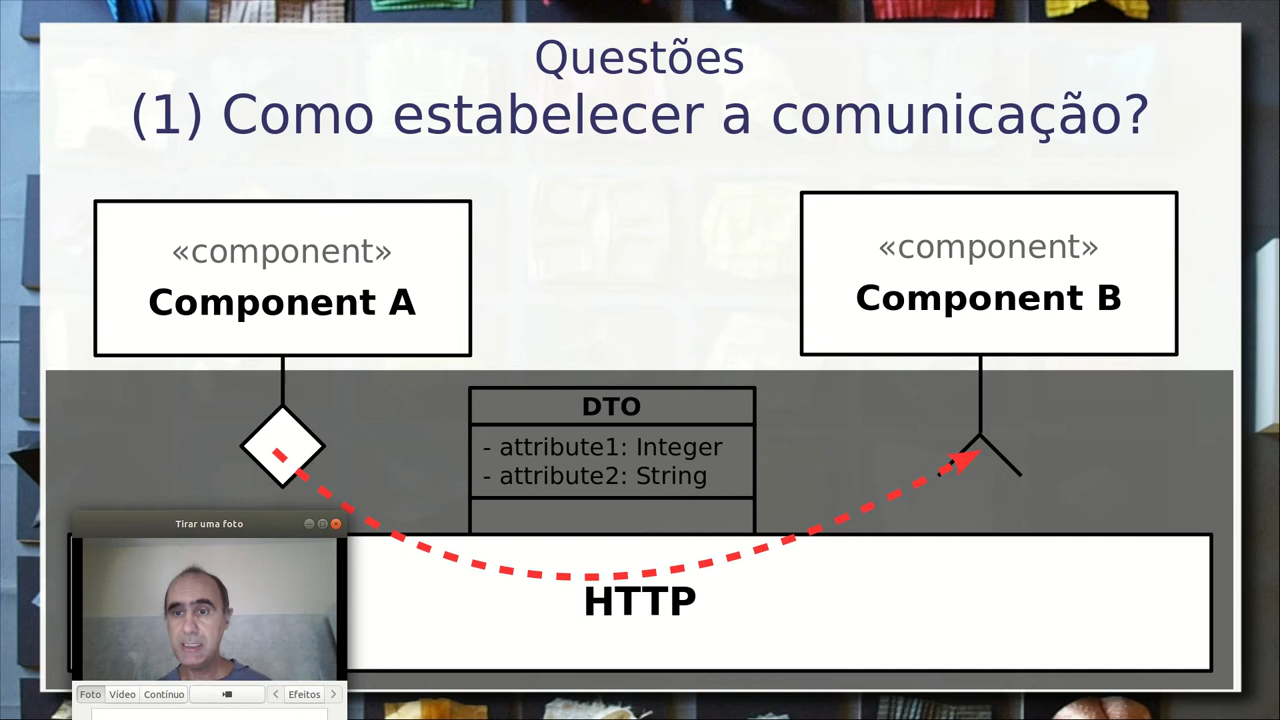 Questões
(1) Como estabelecer a comunicação?
«component»
Component A
«component»
Component B
DTO
- attribute1: Integer
- attribute2: String
HTTP
Tirar uma foto
Foto Vídeo Contínuo Efeitos